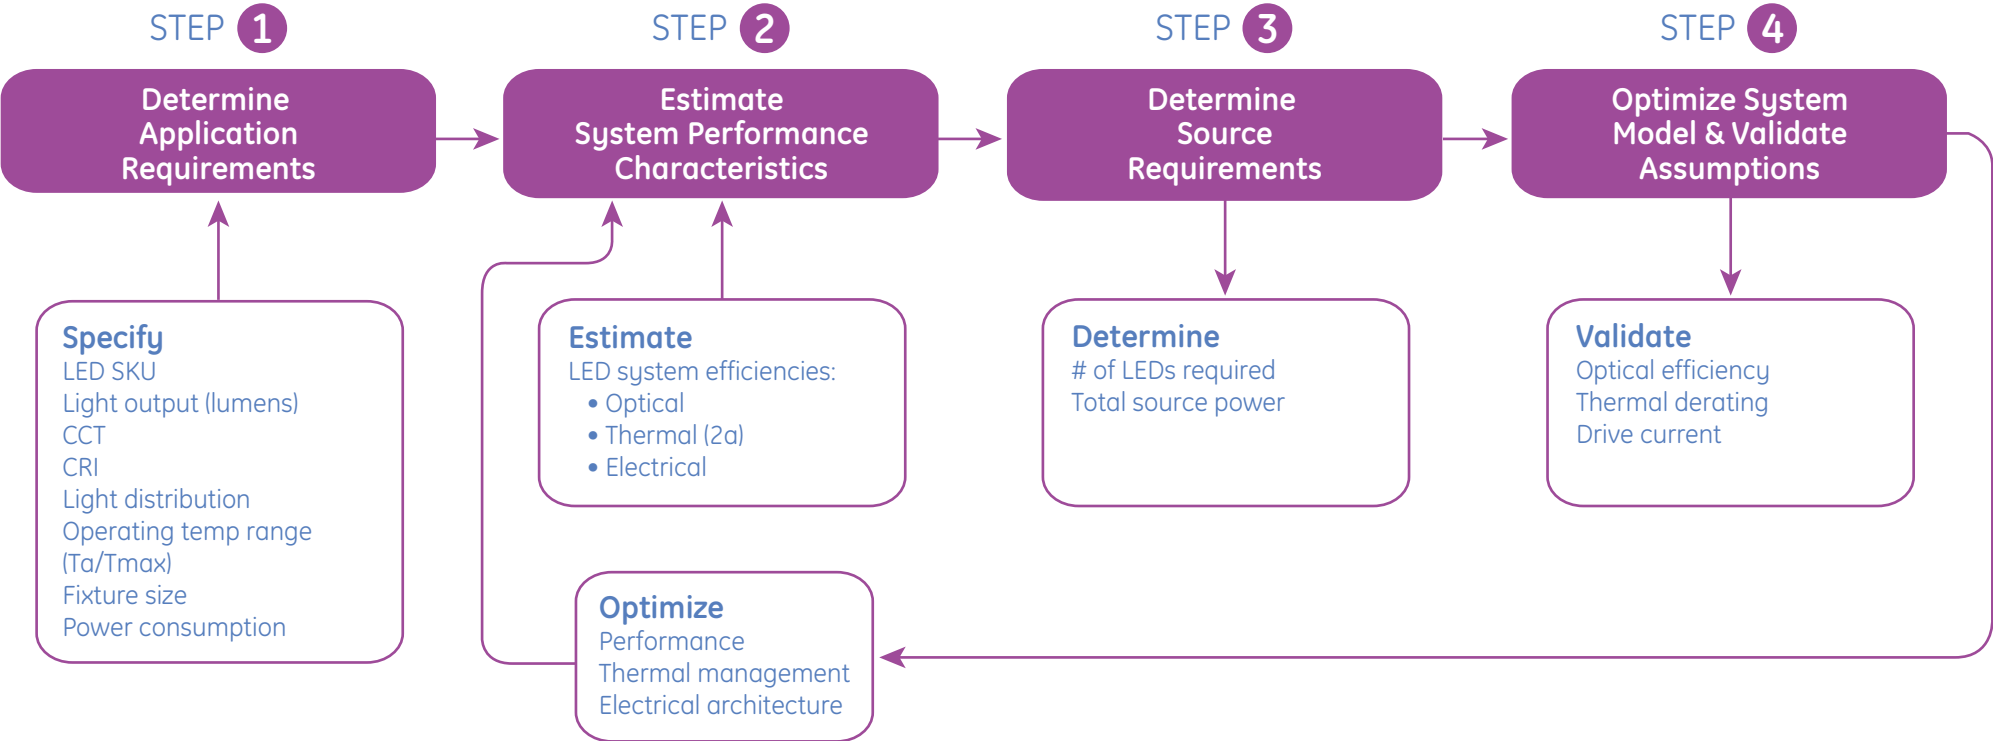 STEP 1
Determine
Application
Requirements
Specify
LED SKU
Light output (lumens)
CCT
CRI
Light distribution
Operating temp range
(Ta/Tmax)
Fixture size
Power consumption
STEP 2
Estimate
System Performance
Characteristics
Estimate
LED system efficiencies:
• Optical
• Thermal (2a)
• Electrical
STEP 3
Determine
Source
Requirements
Determine
# of LEDs required
Total source power
STEP 4
Optimize System
Model & Validate
Assumptions
Validate
Optical efficiency
Thermal derating
Drive current
Optimize
Performance
Thermal management
Electrical architecture